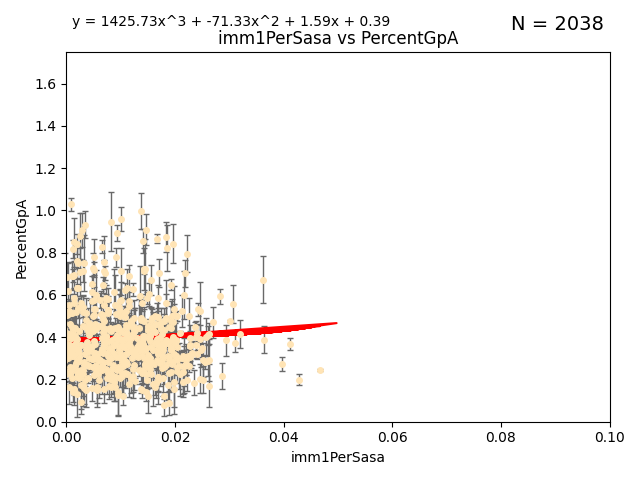 y = 1425.73x^3 + -71.33x^2 + 1.59x + 0.39
N = 2038
imm1PerSasa vs PercentGpA
1.6
1.4
1.2
1.0
0.8
0.6
0.4
0.2
0.0
PercentGpA
0.00 0.02 0.04 0.06 0.08 0.10
imm1PerSasa